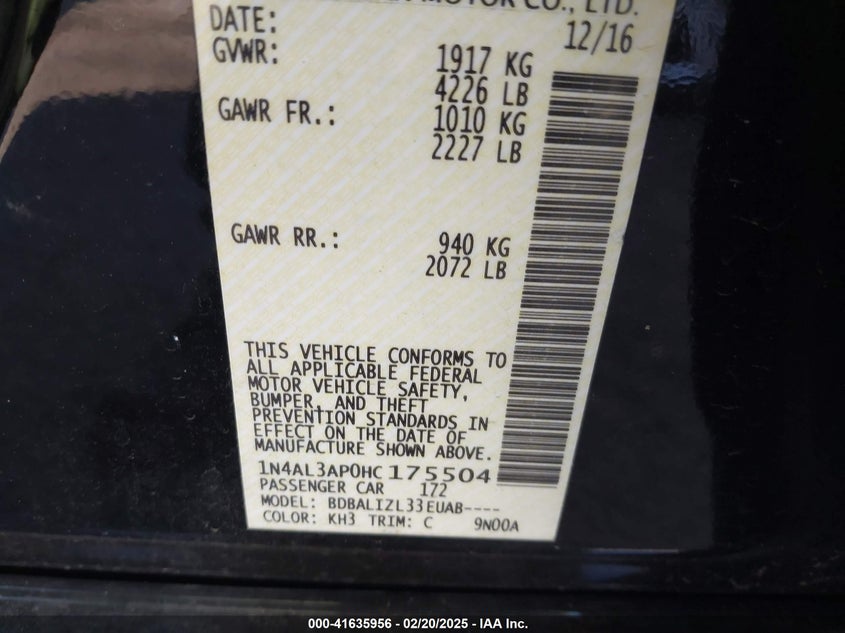 MOTOR CO., LTD.
DATE: 12/16
GVWR: 1917 KG
4226 LB
GAWR FR.: 1010 KG
2227 LB
GAWR RR.: 940 KG
2072 LB
THIS VEHICLE CONFORMS TO
ALL APPLICABLE FEDERAL
MOTOR VEHICLE SAFETY,
BUMPER, AND THEFT
PREVENTION STANDARDS IN
EFFECT ON THE DATE OF
MANUFACTURE SHOWN ABOVE.
1N4AL3AP0HC175504
PASSENGER CAR 172
MODEL: BDBALIZL33EUAB----
COLOR: KH3 TRIM: C 9N00A
000-41635956 - 02/20/2025 - IAA Inc.